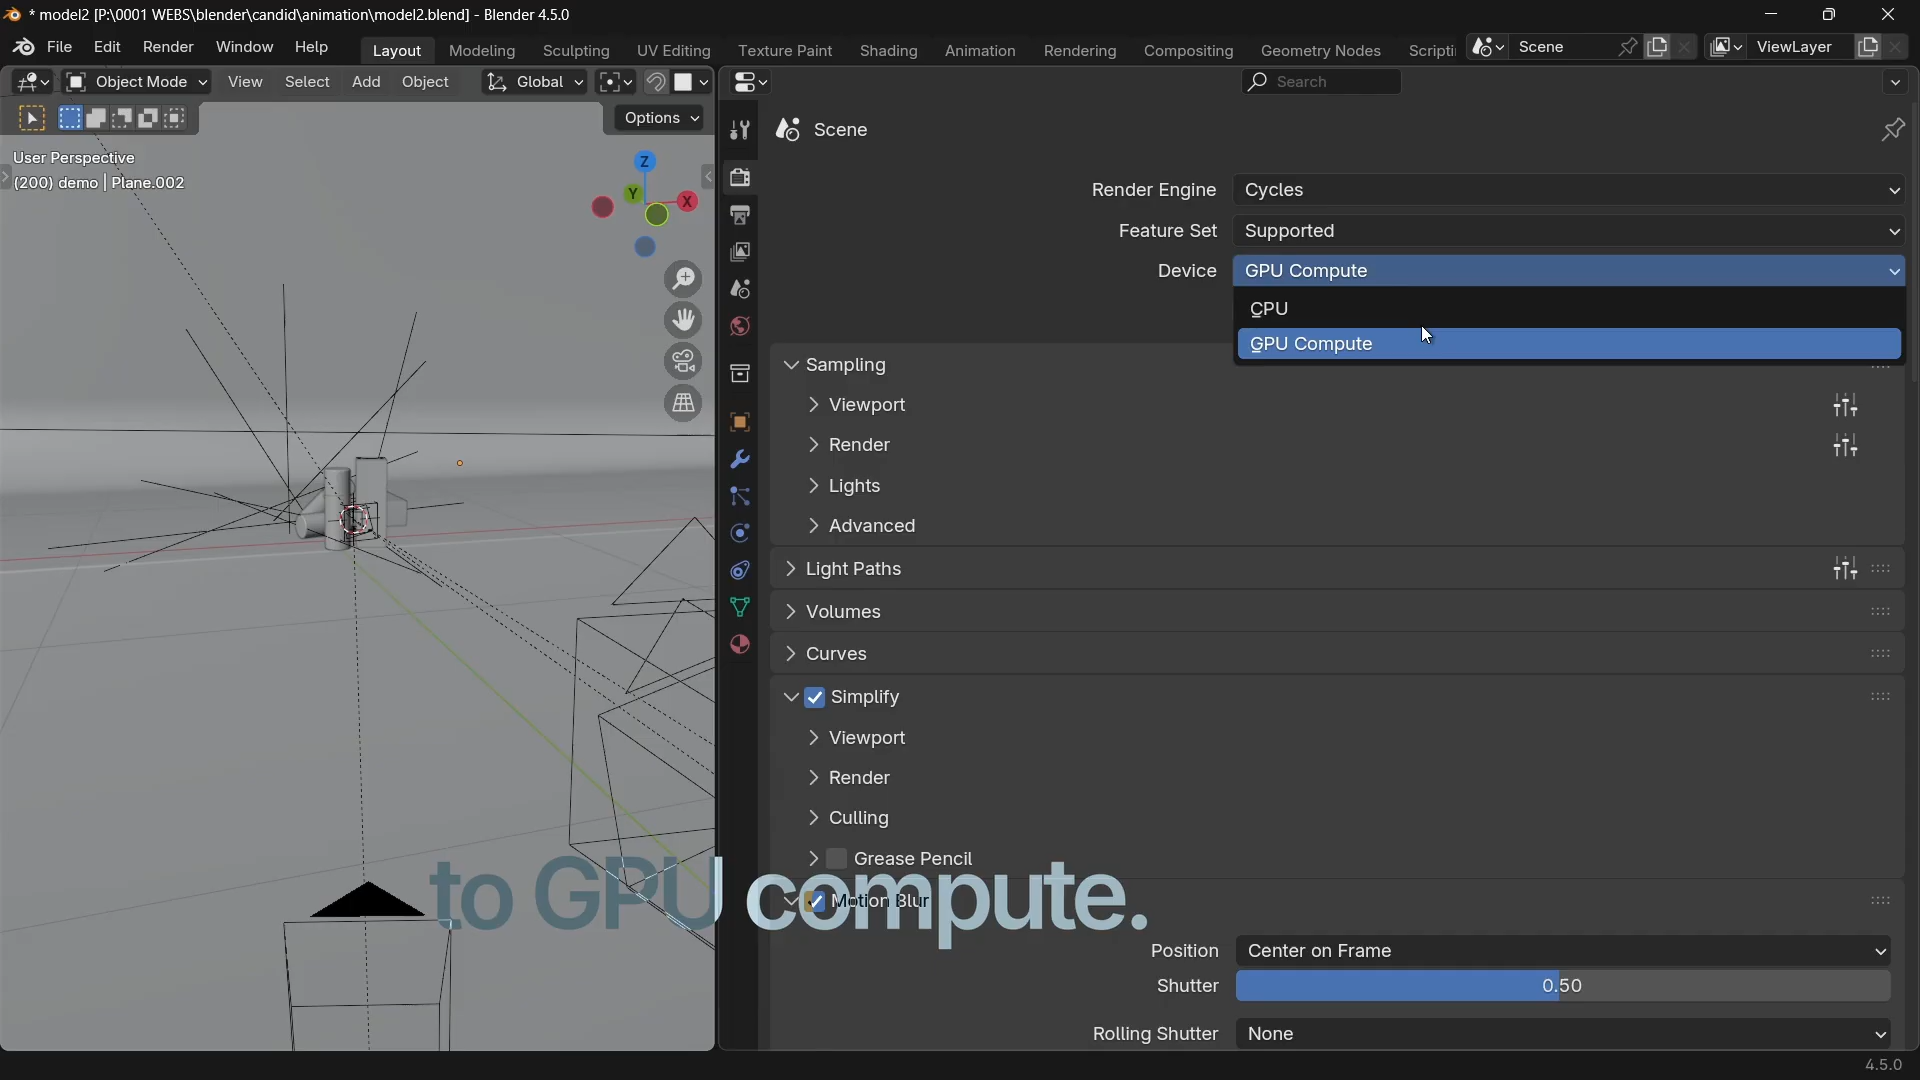 * model2 [P:\0001 WEBS\blender\candid\animation\model2.blend] - Blender 4.5.0
File Edit Render Window Help Layout Modeling Sculpting UV Editing Texture Paint Shading Animation Rendering Compositing Geometry Nodes Scriptin Scene ViewLayer
Object Mode View Select Add Object Global Search
Options
Scene
User Perspective
(200) demo | Plane.002
Z
Y
X
Render Engine Cycles
Feature Set Supported
Device GPU Compute
CPU
GPU Compute
Sampling
Viewport
Render
Lights
Advanced
Light Paths
Volumes
Curves
Simplify
Viewport
Render
Culling
Grease Pencil
to GPU compute.
Motion Blur
Position Center on Frame
Shutter 0.50
Rolling Shutter None
4.5.0